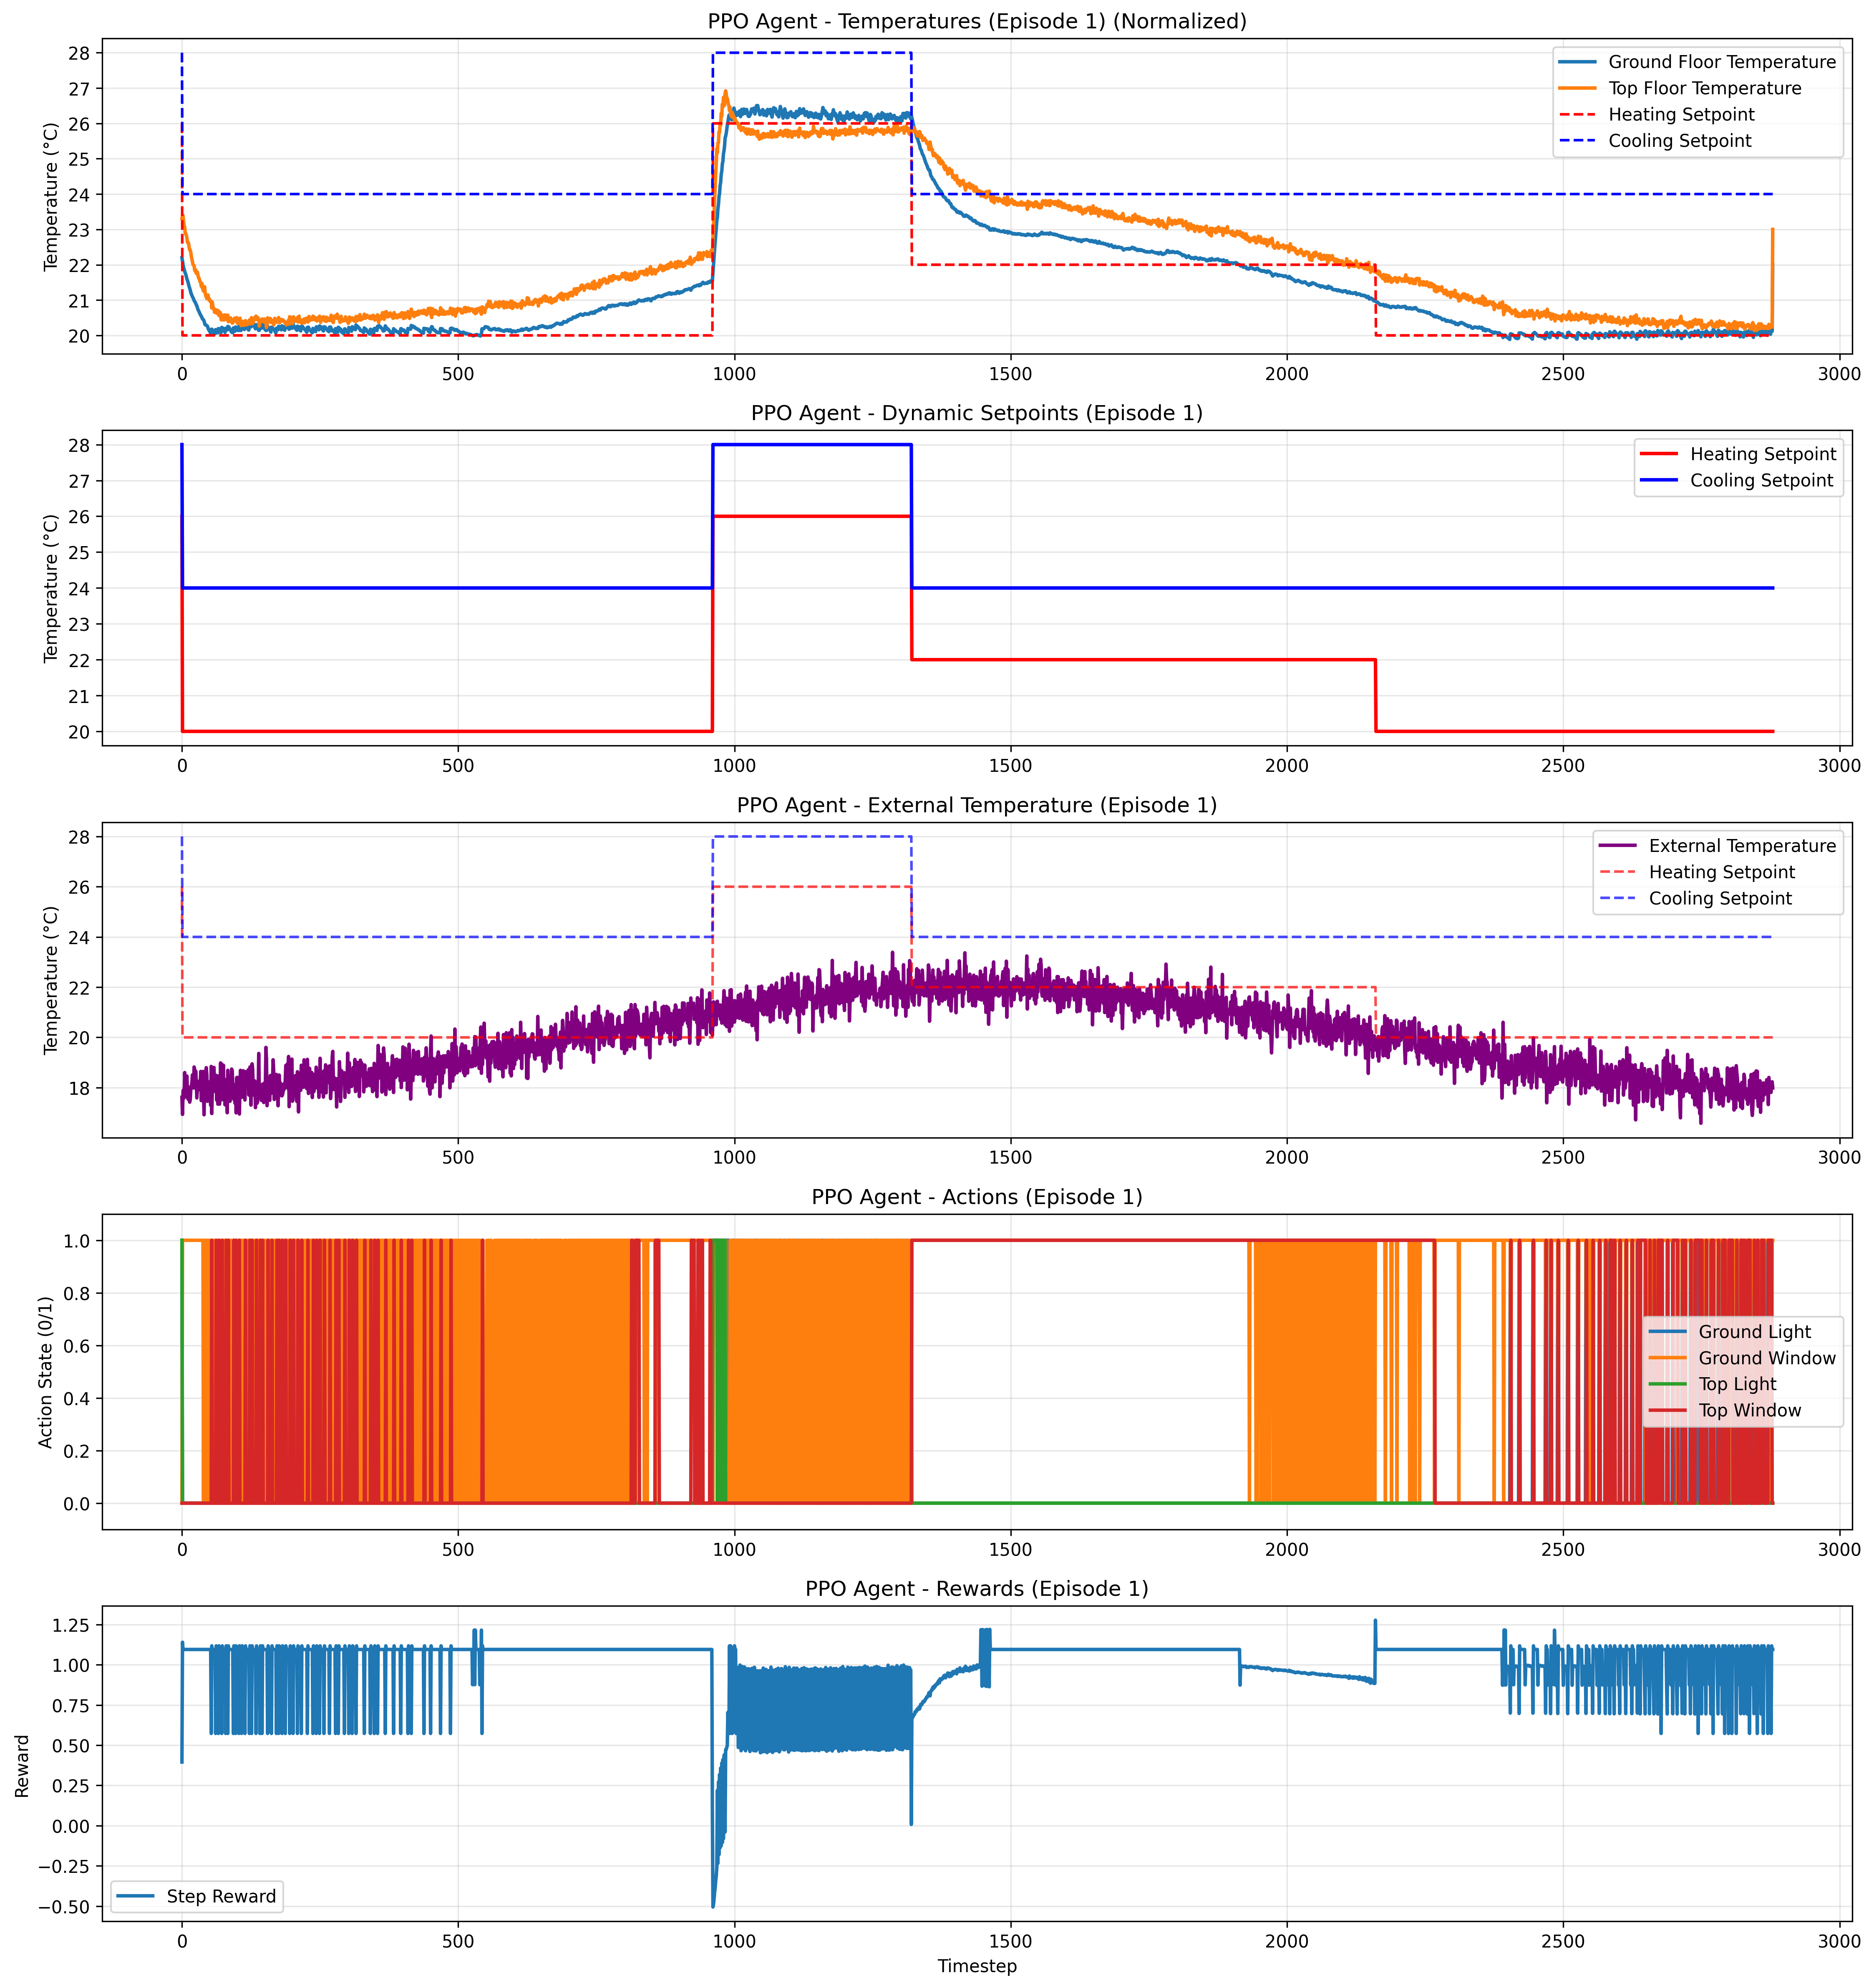 PPO Agent - Temperatures (Episode 1) (Normalized)
Temperature (°C)
28
27
26
25
24
23
22
21
20
Ground Floor Temperature
Top Floor Temperature
Heating Setpoint
Cooling Setpoint
0 500 1000 1500 2000 2500 3000
PPO Agent - Dynamic Setpoints (Episode 1)
Temperature (°C)
28
27
26
25
24
23
22
21
20
Heating Setpoint
Cooling Setpoint
0 500 1000 1500 2000 2500 3000
PPO Agent - External Temperature (Episode 1)
Temperature (°C)
28
26
24
22
20
18
External Temperature
Heating Setpoint
Cooling Setpoint
0 500 1000 1500 2000 2500 3000
PPO Agent - Actions (Episode 1)
Action State (0/1)
1.0
0.8
0.6
0.4
0.2
0.0
Ground Light
Ground Window
Top Light
Top Window
0 500 1000 1500 2000 2500 3000
PPO Agent - Rewards (Episode 1)
Reward
1.25
1.00
0.75
0.50
0.25
0.00
−0.25
−0.50
Step Reward
0 500 1000 1500 2000 2500 3000
Timestep